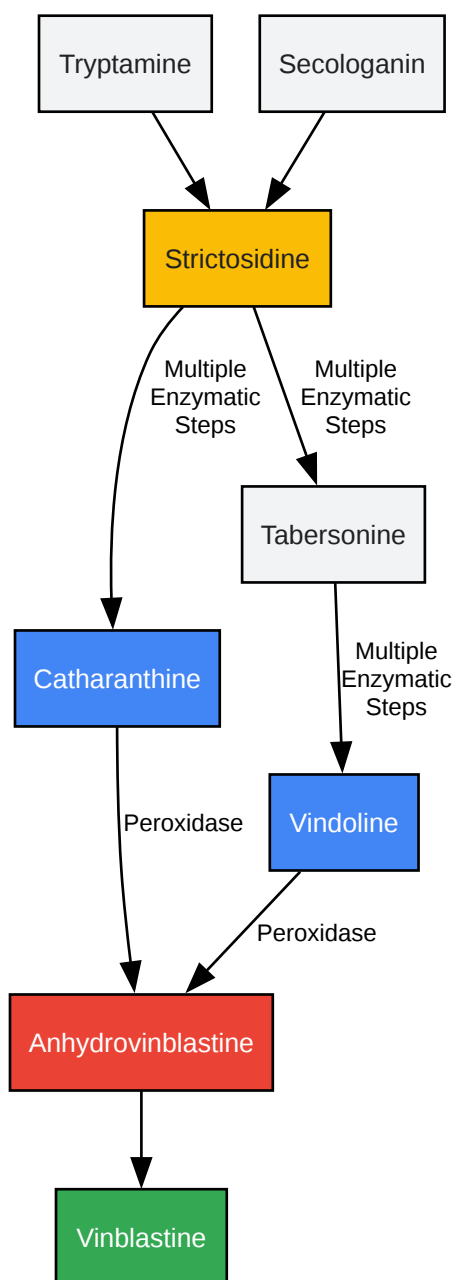 Tryptamine
Secologanin
Strictosidine
Multiple
Enzymatic
Steps
Multiple
Enzymatic
Steps
Tabersonine
Catharanthine
Multiple
Enzymatic
Steps
Peroxidase
Vindoline
Peroxidase
Anhydrovinblastine
Vinblastine